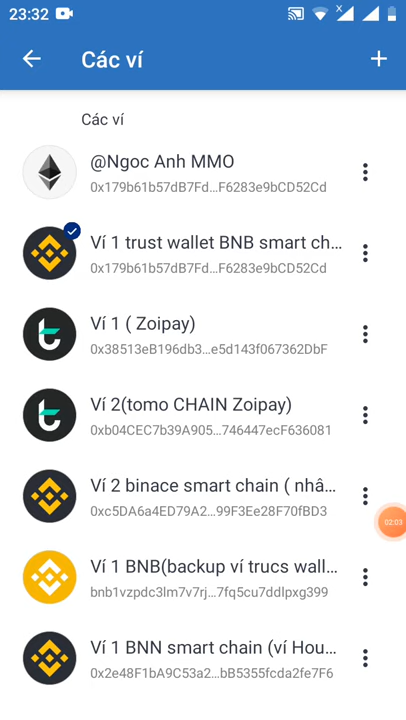 23:32
Các ví
Các ví
@Ngoc Anh MMO
0x179b61b57dB7Fd...F6283e9bCD52Cd
Ví 1 trust wallet BNB smart ch...
0x179b61b57dB7Fd...F6283e9bCD52Cd
Ví 1 ( Zoipay)
0x38513eB196db3...e5d143f067362DbF
Ví 2(tomo CHAIN Zoipay)
0xb04CEC7b39A905...746447ecF636081
Ví 2 binace smart chain ( nhâ...
0xc5DA6a4ED79A2...99F3Ee28F70fBD3
02:03
Ví 1 BNB(backup ví trucs wall...
bnb1vzpdc3lm7v7rj...7fq5cu7ddlpxg399
Ví 1 BNN smart chain (ví Hou...
0x2e48F1bA9C53a2...bB5355fcda2fe7F6